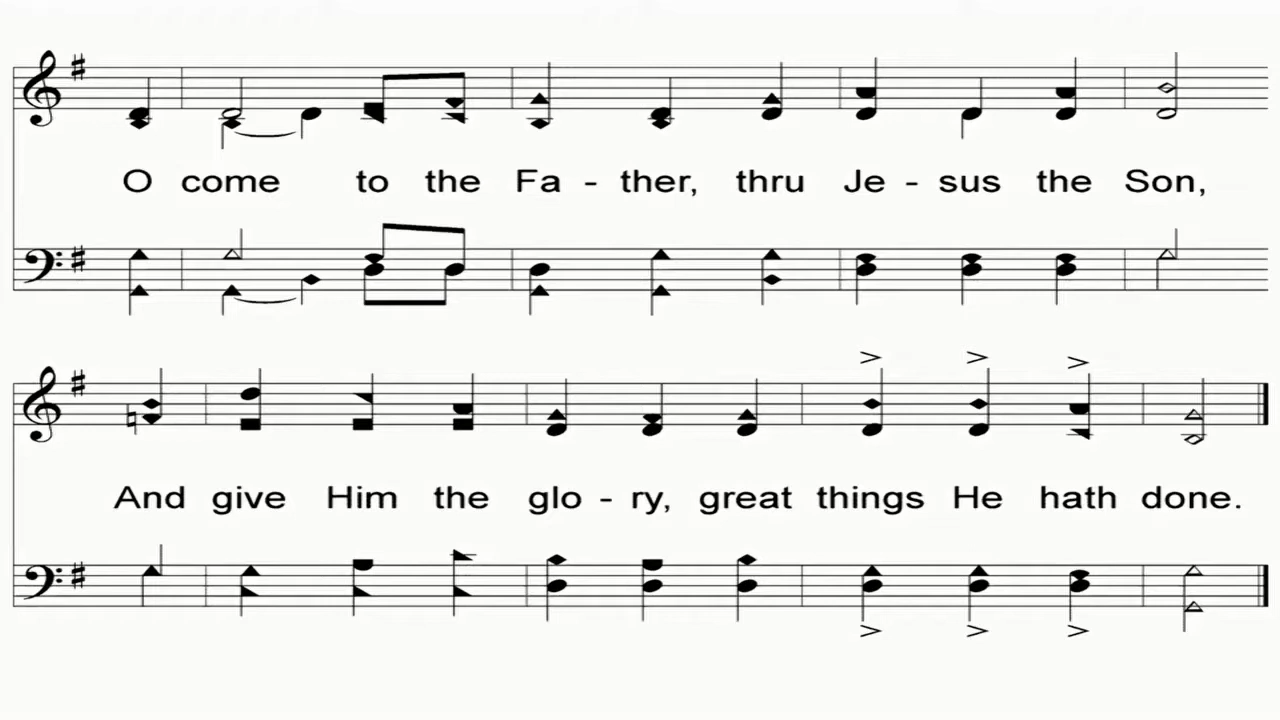 O come to the Fa - ther, thru Je - sus the Son,
And give Him the glo - ry, great things He hath done.